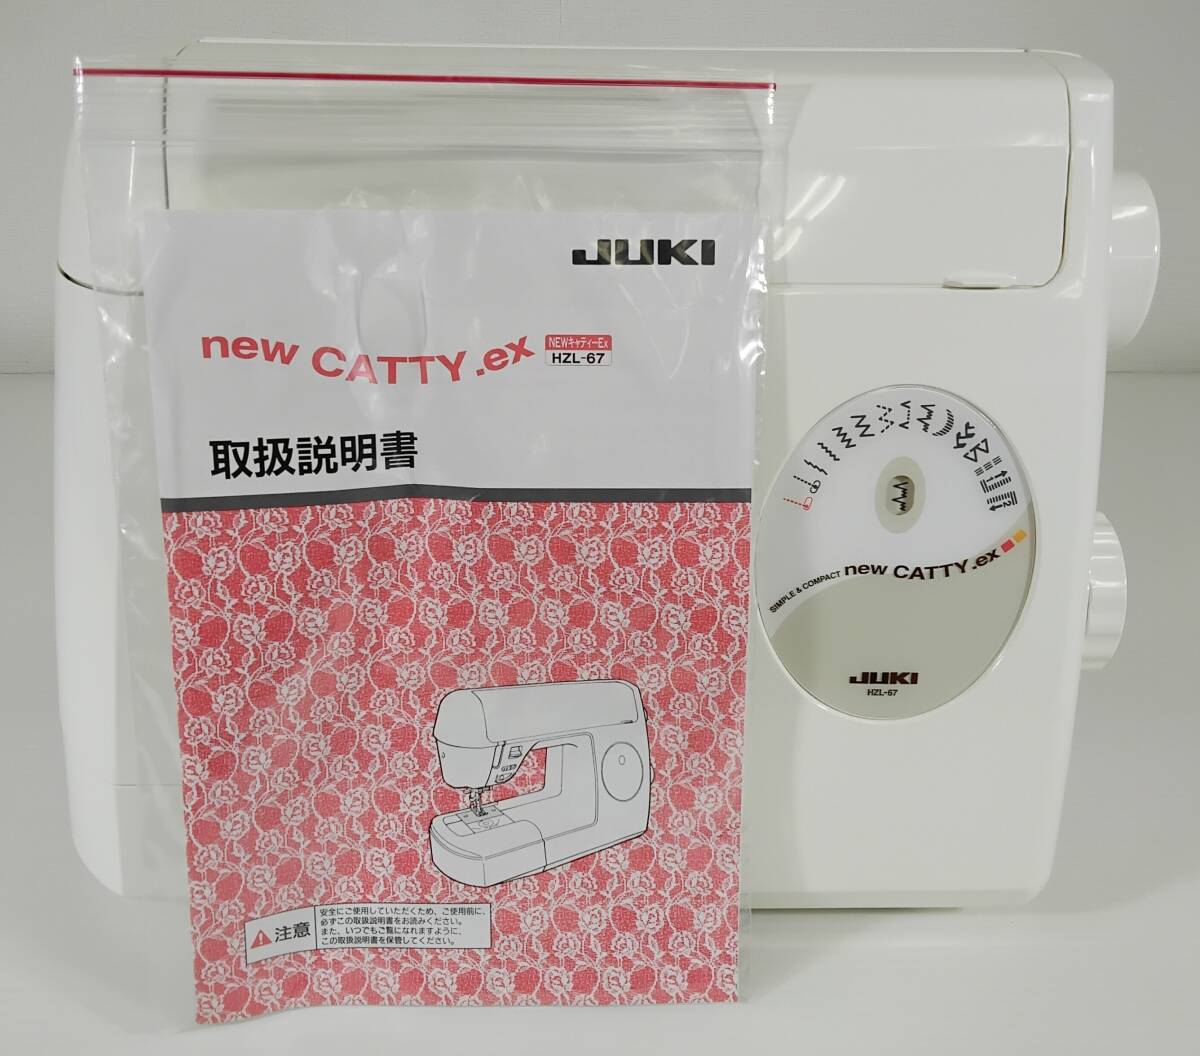 JUKI
new CATTY.ex
NEWキャティーEx
HZL-67
取扱説明書
注意
安全にご使用していただくため、ご使用前に、
必ずこの取扱説明書をお読みください。
また、いつでもご覧になれますように、
この取扱説明書を保管してください。
1
2
SIMPLE & COMPACT new CATTY.ex
JUKI
HZL-67